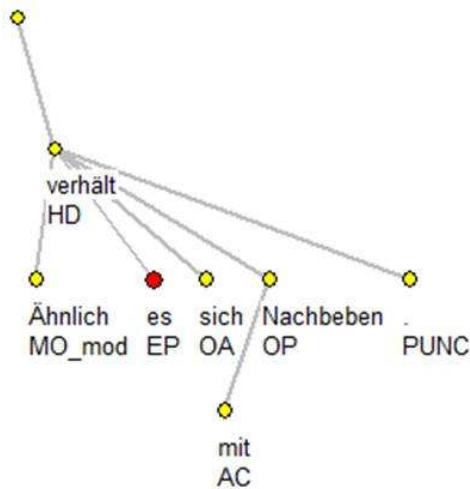 verhält
HD
Ähnlich es sich Nachbeben .
MO_mod EP OA OP PUNC
mit
AC